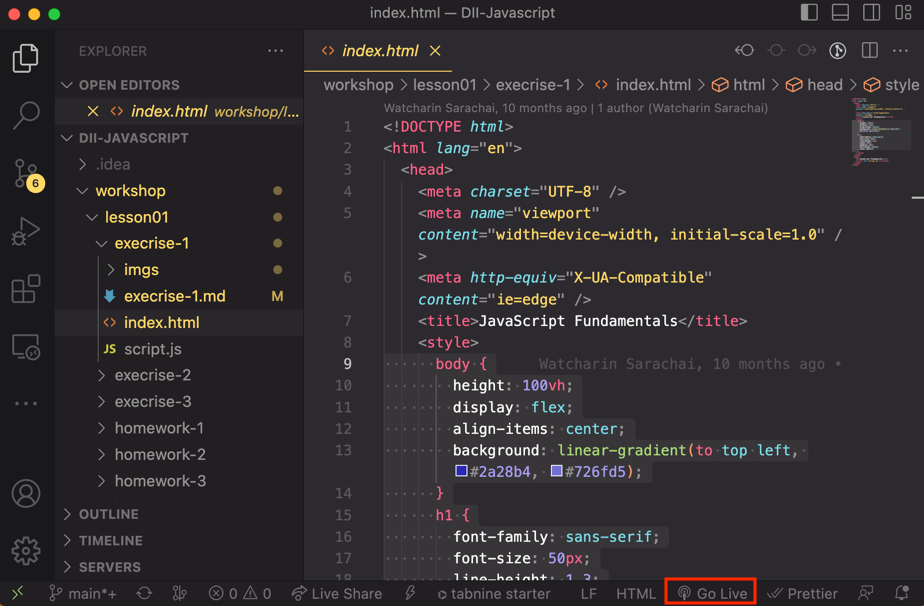 index.html — DII-Javascript
EXPLORER
OPEN EDITORS
index.html workshop/l...
DII-JAVASCRIPT
.idea
workshop
lesson01
execrise-1
imgs
execrise-1.md M
index.html
JS script.js
execrise-2
execrise-3
homework-1
homework-2
homework-3
OUTLINE
TIMELINE
SERVERS
6
index.html
workshop > lesson01 > execrise-1 > index.html > html > head > style
Watcharin Sarachai, 10 months ago | 1 author (Watcharin Sarachai)
1 <!DOCTYPE html>
2 <html lang="en">
3 <head>
4 <meta charset="UTF-8" />
5 <meta name="viewport"
content="width=device-width, initial-scale=1.0" /
>
6 <meta http-equiv="X-UA-Compatible"
content="ie=edge" />
7 <title>JavaScript Fundamentals</title>
8 <style>
9 body { Watcharin Sarachai, 10 months ago •
10 height: 100vh;
11 display: flex;
12 align-items: center;
13 background: linear-gradient(to top left,
#2a28b4, #726fd5);
14 }
15 h1 {
16 font-family: sans-serif;
17 font-size: 50px;
18 line-height: 1.3;
main*+ 0 0 Live Share tabnine starter LF HTML Go Live Prettier